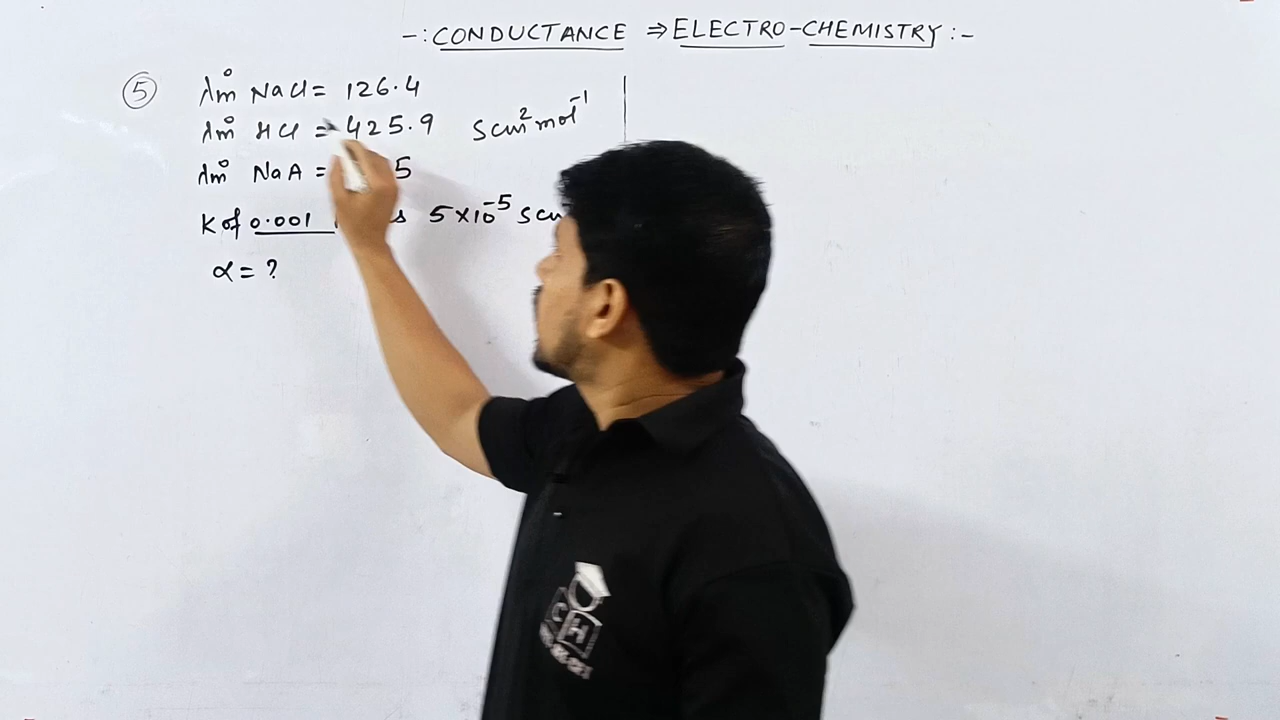 -: CONDUCTANCE ⇒ ELECTRO-CHEMISTRY :-
⑤ λm° NaCl = 126.4
λm° HCl = 425.9 Scm² mol⁻¹
λm° NaA = 5
K of 0.001 5×10⁻⁵ Scm
α = ?
CH